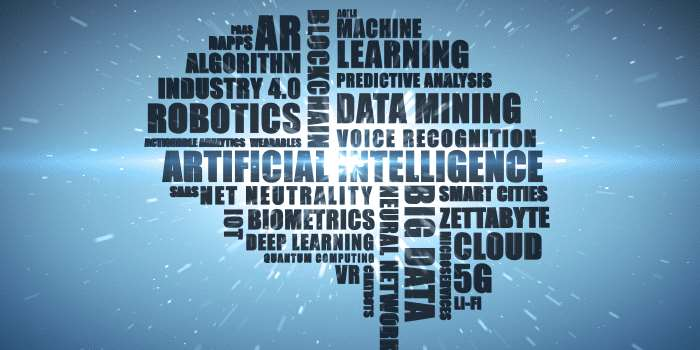 PAAS
RAPPS
AR
ALGORITHM
INDUSTRY 4.0
ROBOTICS
ACTIONABLE ANALYTICS WEARABLES
BLOCKCHAIN
MACHINE
LEARNING
PREDICTIVE ANALYSIS
DATA MINING
VOICE RECOGNITION
ARTIFICIAL INTELLIGENCE
SAAS
NET NEUTRALITY
IOT
BIOMETRICS
DEEP LEARNING
QUANTUM COMPUTING
VR
CHATBOTS
NEURAL NETWORK
BIG DATA
SMART CITIES
ZETTABYTE
MICROSERVICES
CLOUD
5G
LI-FI